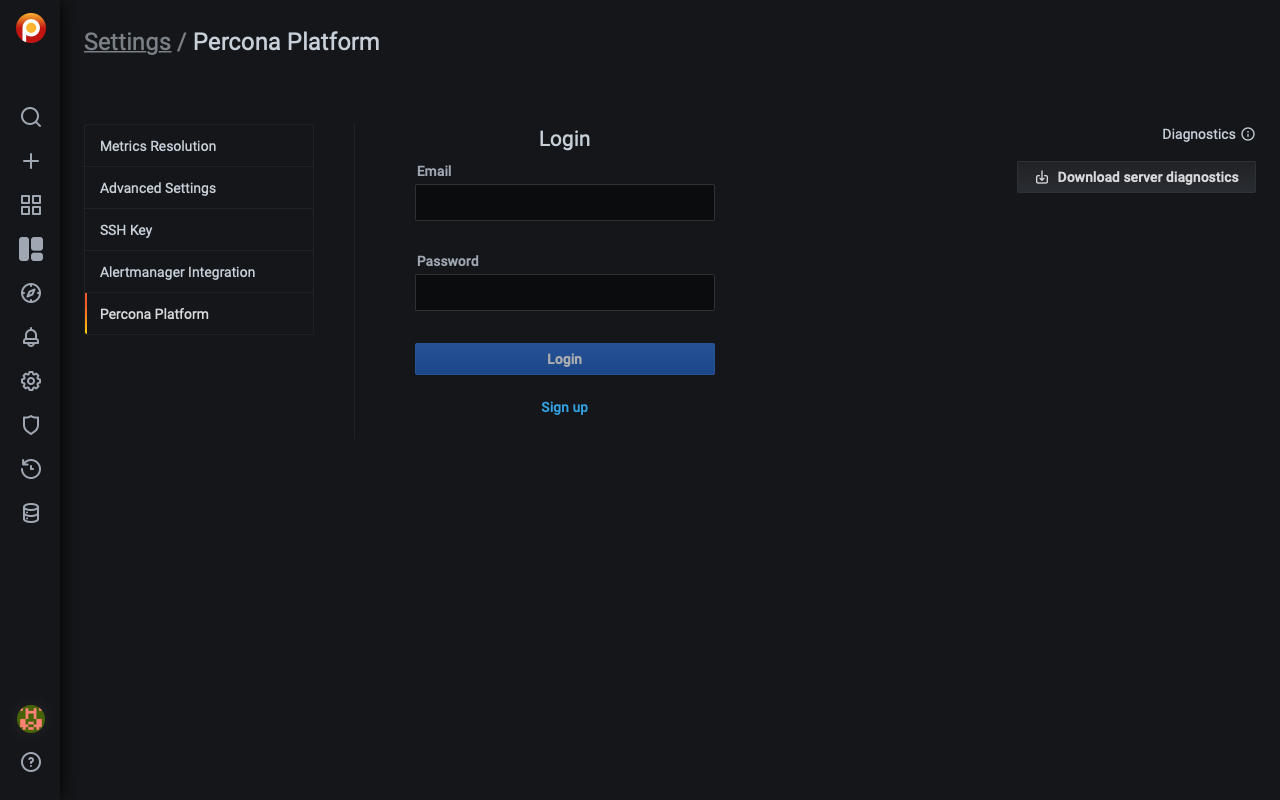 Settings / Percona Platform
Metrics Resolution
Advanced Settings
SSH Key
Alertmanager Integration
Percona Platform
Login
Email
Password
Login
Sign up
Diagnostics
Download server diagnostics